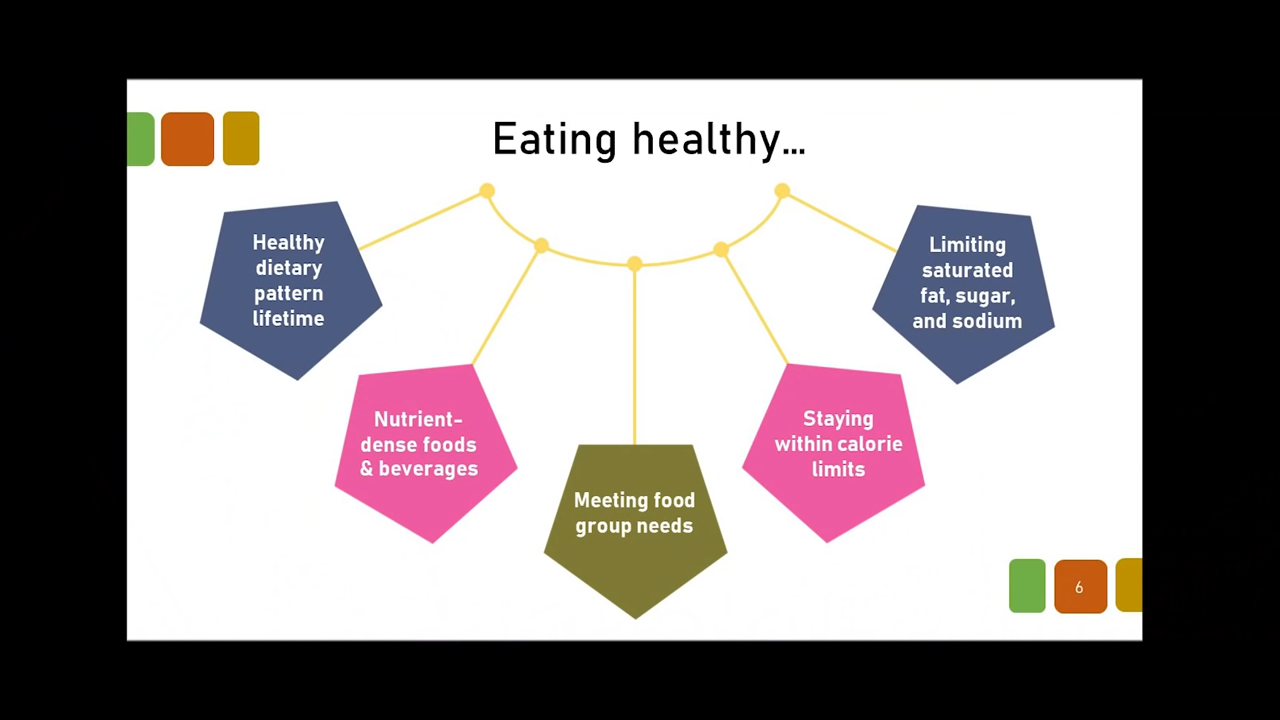 Eating healthy...
Healthy
dietary
pattern
lifetime
Nutrient-
dense foods
& beverages
Meeting food
group needs
Staying
within calorie
limits
Limiting
saturated
fat, sugar,
and sodium
6